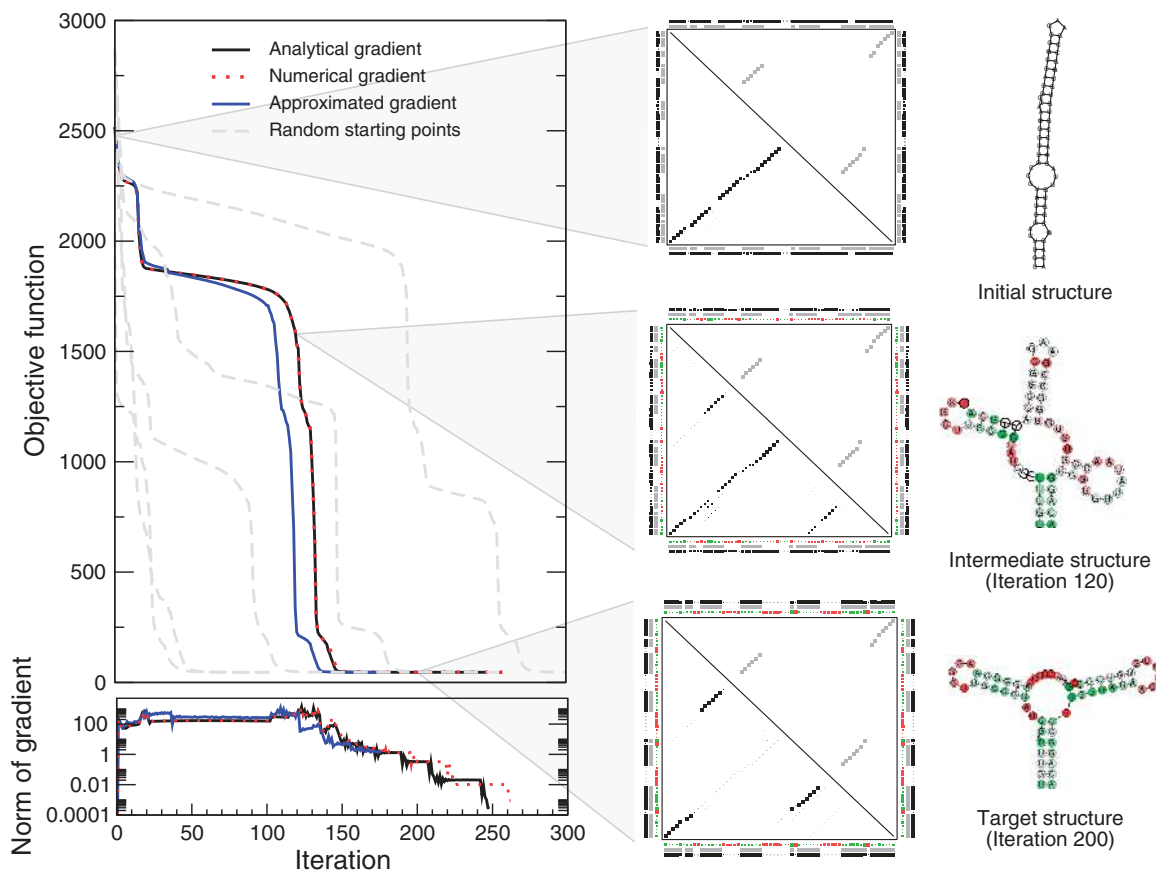 3000
2500
2000
1500
1000
500
0
Objective function
Analytical gradient
Numerical gradient
Approximated gradient
Random starting points
100
1
0.01
0.0001
Norm of gradient
0
50
100
150
200
250
300
Iteration
Initial structure
Intermediate structure
(Iteration 120)
Target structure
(Iteration 200)